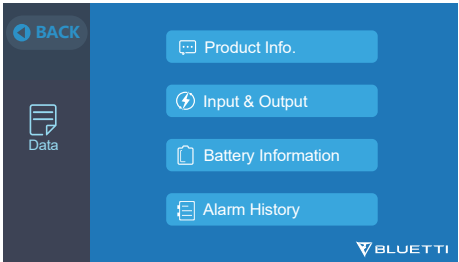 BACK
Data
Product Info.
Input & Output
Battery Information
Alarm History
BLUETTI